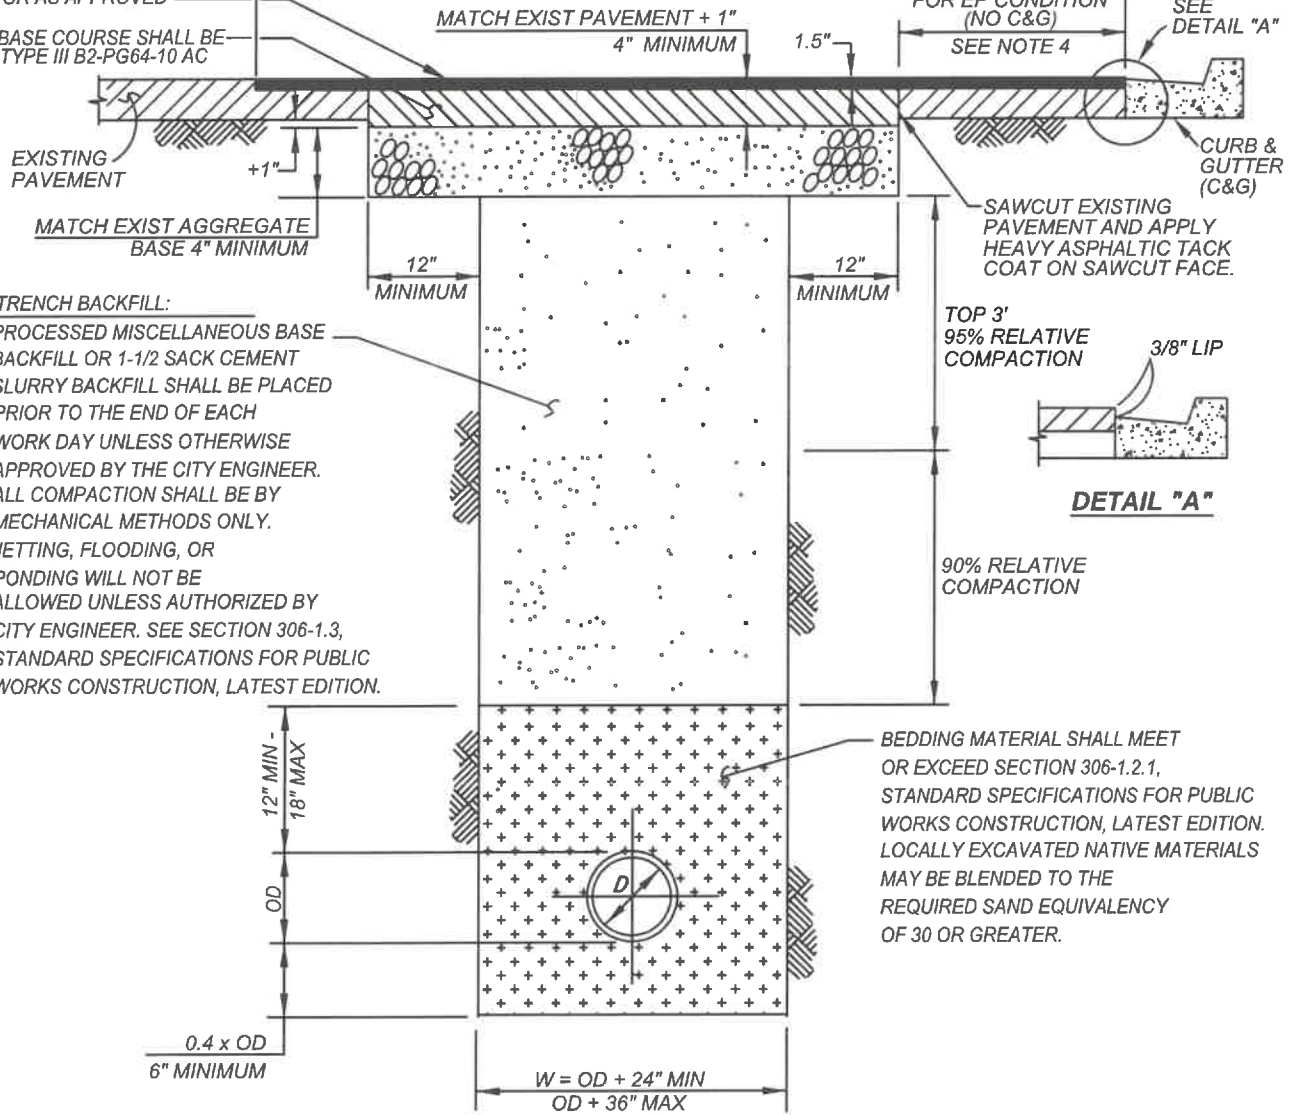 OR AS APPROVED
BASE COURSE SHALL BE
TYPE III B2-PG64-10 AC
MATCH EXIST PAVEMENT + 1"
4" MINIMUM
1.5"
FOR EP CONDITION
(NO C&G)
SEE NOTE 4
SEE
DETAIL "A"
EXISTING
PAVEMENT
+1"
CURB &
GUTTER
(C&G)
MATCH EXIST AGGREGATE
BASE 4" MINIMUM
12"
MINIMUM
12"
MINIMUM
SAWCUT EXISTING
PAVEMENT AND APPLY
HEAVY ASPHALTIC TACK
COAT ON SAWCUT FACE.
TRENCH BACKFILL:
PROCESSED MISCELLANEOUS BASE
BACKFILL OR 1-1/2 SACK CEMENT
SLURRY BACKFILL SHALL BE PLACED
PRIOR TO THE END OF EACH
WORK DAY UNLESS OTHERWISE
APPROVED BY THE CITY ENGINEER.
ALL COMPACTION SHALL BE BY
MECHANICAL METHODS ONLY.
JETTING, FLOODING, OR
PONDING WILL NOT BE
ALLOWED UNLESS AUTHORIZED BY
CITY ENGINEER. SEE SECTION 306-1.3,
STANDARD SPECIFICATIONS FOR PUBLIC
WORKS CONSTRUCTION, LATEST EDITION.
TOP 3'
95% RELATIVE
COMPACTION
3/8" LIP
DETAIL "A"
90% RELATIVE
COMPACTION
12" MIN -
18" MAX
OD
D
BEDDING MATERIAL SHALL MEET
OR EXCEED SECTION 306-1.2.1,
STANDARD SPECIFICATIONS FOR PUBLIC
WORKS CONSTRUCTION, LATEST EDITION.
LOCALLY EXCAVATED NATIVE MATERIALS
MAY BE BLENDED TO THE
REQUIRED SAND EQUIVALENCY
OF 30 OR GREATER.
0.4 x OD
6" MINIMUM
W = OD + 24" MIN
OD + 36" MAX